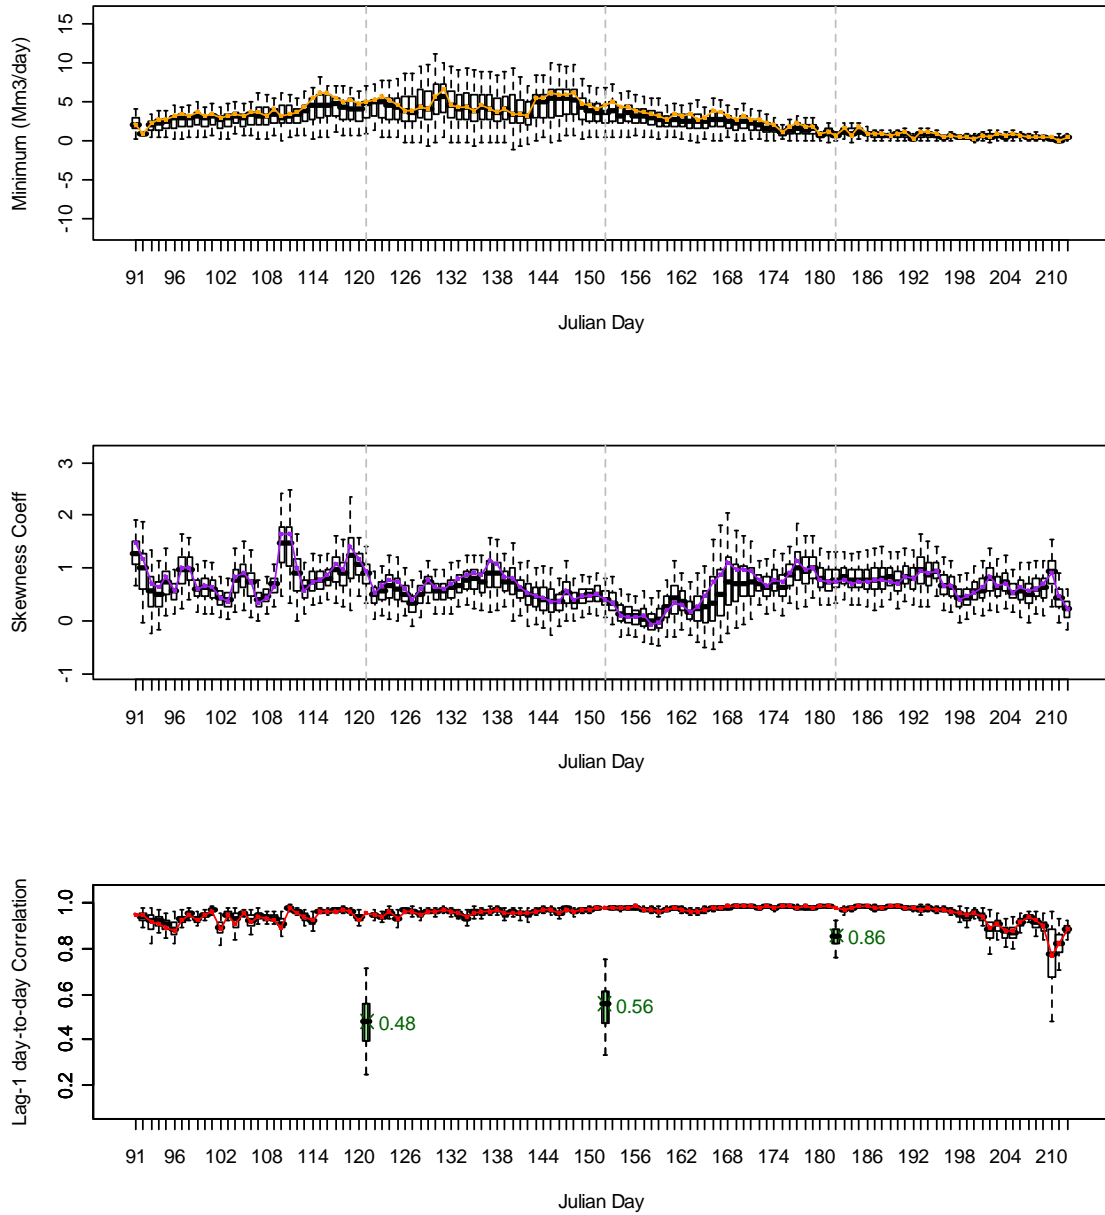 Minimum (Mm3/day)
15
10
5
0
-5
-10
91 96 102 108 114 120 126 132 138 144 150 156 162 168 174 180 186 192 198 204 210
Julian Day
Skewness Coeff
3
2
1
0
-1
91 96 102 108 114 120 126 132 138 144 150 156 162 168 174 180 186 192 198 204 210
Julian Day
Lag-1 day-to-day Correlation
1.0
0.8
0.6
0.4
0.2
0.86
0.56
0.48
91 96 102 108 114 120 126 132 138 144 150 156 162 168 174 180 186 192 198 204 210
Julian Day